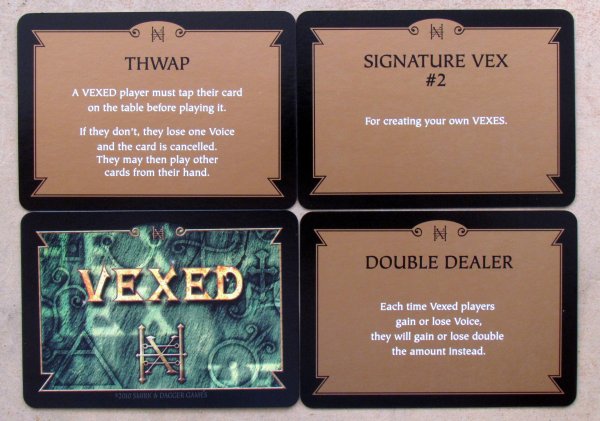 THWAP
A VEXED player must tap their card
on the table before playing it.
If they don't, they lose one Voice
and the card is cancelled.
They may then play other
cards from their hand.
SIGNATURE VEX
#2
For creating your own VEXES.
VEXED
©2010 SMIRK & DAGGER GAMES
DOUBLE DEALER
Each time Vexed players
gain or lose Voice,
they will gain or lose double
the amount instead.